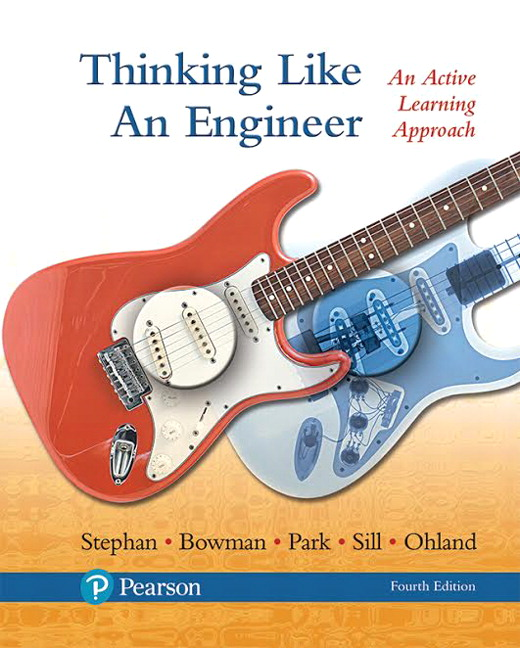 Thinking Like
An Engineer
An Active
Learning
Approach
Stephan • Bowman • Park • Sill • Ohland
P Pearson
Fourth Edition